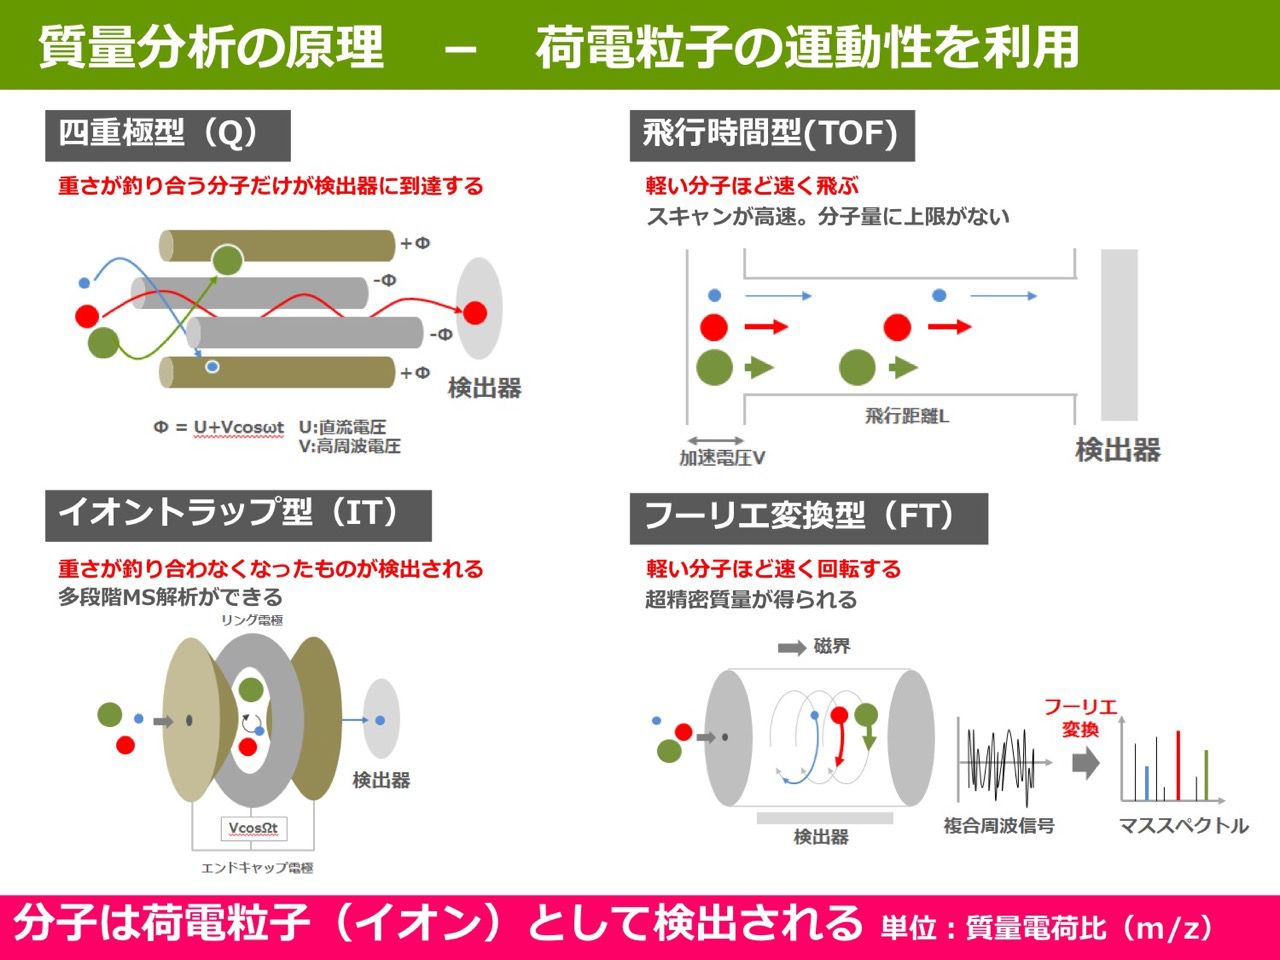 質量分析の原理　－　荷電粒子の運動性を利用
四重極型（Q）
重さが釣り合う分子だけが検出器に到達する
+Φ
-Φ
-Φ
+Φ
検出器
Φ = U+Vcosωt　U:直流電圧
V:高周波電圧
飛行時間型(TOF)
軽い分子ほど速く飛ぶ
スキャンが高速。分子量に上限がない
飛行距離L
加速電圧V
検出器
イオントラップ型（IT）
重さが釣り合わなくなったものが検出される
多段階MS解析ができる
リング電極
検出器
VcosΩt
エンドキャップ電極
フーリエ変換型（FT）
軽い分子ほど速く回転する
超精密質量が得られる
磁界
検出器
フーリエ
変換
複合周波信号
マススペクトル
分子は荷電粒子（イオン）として検出される 単位：質量電荷比（m/z）